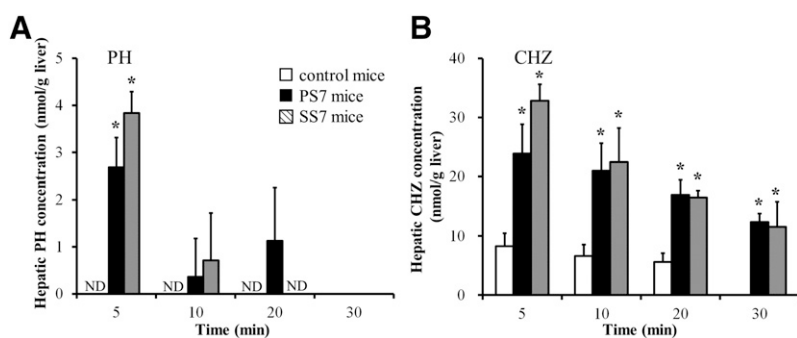 A
PH
control mice
PS7 mice
SS7 mice
Hepatic PH concentration (nmol/g liver)
5
4
3
2
1
0
*
*
ND
ND
ND
ND
5
10
20
30
Time (min)
B
CHZ
Hepatic CHZ concentration
(nmol/g liver)
40
30
20
10
0
*
*
*
*
*
*
*
*
5
10
20
30
Time (min)